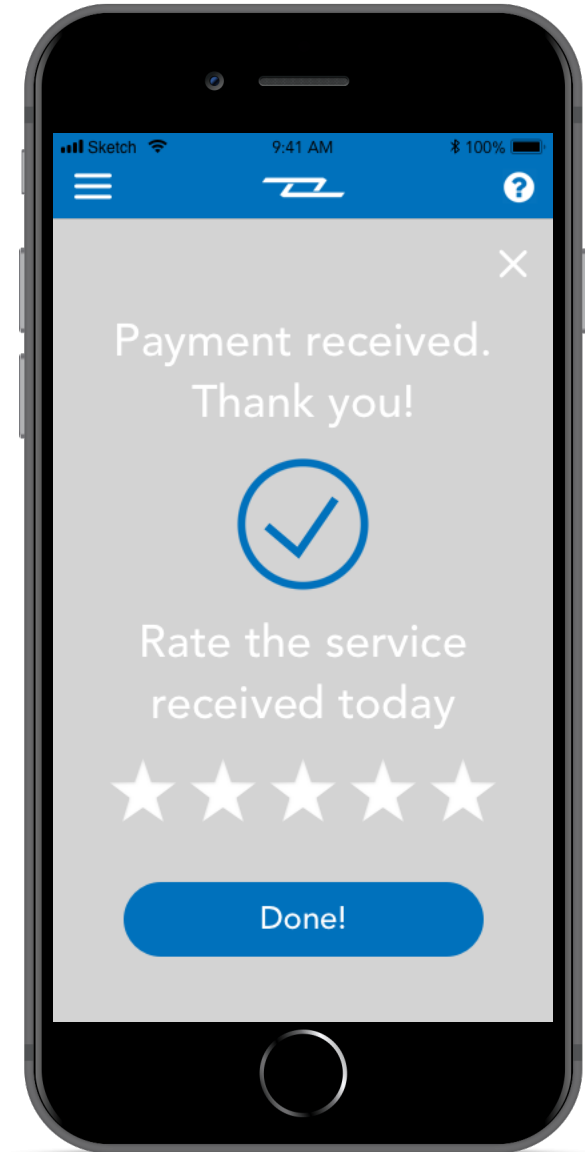 Sketch 9:41 AM 100%
?
Payment received.
Thank you!
Rate the service
received today
Done!